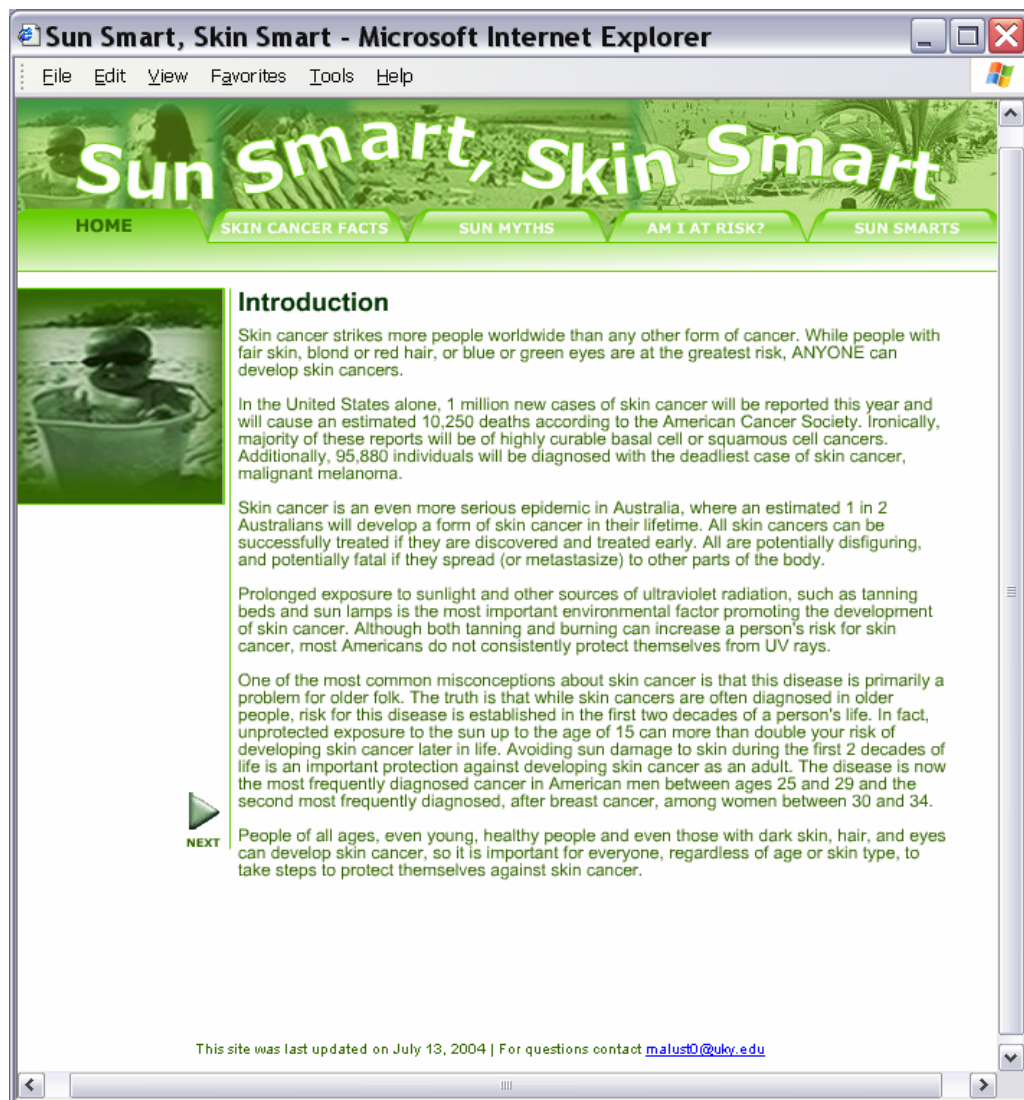 Sun Smart, Skin Smart - Microsoft Internet Explorer
File Edit View Favorites Tools Help
Sun Smart, Skin Smart
HOME SKIN CANCER FACTS SUN MYTHS AM I AT RISK? SUN SMARTS
Introduction
Skin cancer strikes more people worldwide than any other form of cancer. While people with
fair skin, blond or red hair, or blue or green eyes are at the greatest risk, ANYONE can
develop skin cancers.
In the United States alone, 1 million new cases of skin cancer will be reported this year and
will cause an estimated 10,250 deaths according to the American Cancer Society. Ironically,
majority of these reports will be of highly curable basal cell or squamous cell cancers.
Additionally, 95,880 individuals will be diagnosed with the deadliest case of skin cancer,
malignant melanoma.
Skin cancer is an even more serious epidemic in Australia, where an estimated 1 in 2
Australians will develop a form of skin cancer in their lifetime. All skin cancers can be
successfully treated if they are discovered and treated early. All are potentially disfiguring,
and potentially fatal if they spread (or metastasize) to other parts of the body.
Prolonged exposure to sunlight and other sources of ultraviolet radiation, such as tanning
beds and sun lamps is the most important environmental factor promoting the development
of skin cancer. Although both tanning and burning can increase a person's risk for skin
cancer, most Americans do not consistently protect themselves from UV rays.
One of the most common misconceptions about skin cancer is that this disease is primarily a
problem for older folk. The truth is that while skin cancers are often diagnosed in older
people, risk for this disease is established in the first two decades of a person's life. In fact,
unprotected exposure to the sun up to the age of 15 can more than double your risk of
developing skin cancer later in life. Avoiding sun damage to skin during the first 2 decades of
life is an important protection against developing skin cancer as an adult. The disease is now
the most frequently diagnosed cancer in American men between ages 25 and 29 and the
second most frequently diagnosed, after breast cancer, among women between 30 and 34.
People of all ages, even young, healthy people and even those with dark skin, hair, and eyes
can develop skin cancer, so it is important for everyone, regardless of age or skin type, to
take steps to protect themselves against skin cancer.
NEXT
This site was last updated on July 13, 2004 | For questions contact malust0@uky.edu